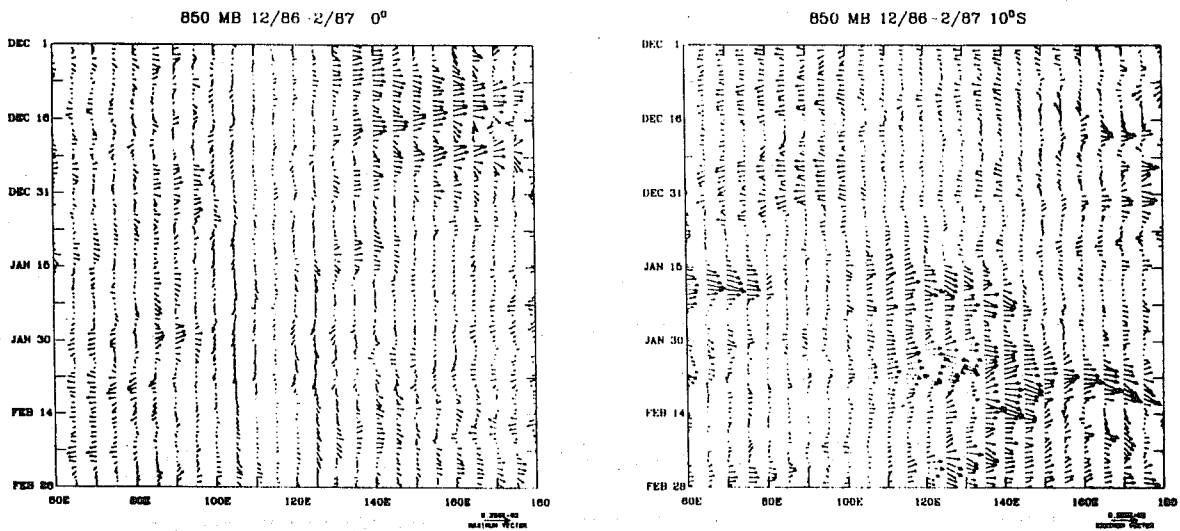 850 MB 12/86 -2/87 0⁰
DEC 1
DEC 16
DEC 31
JAN 15
JAN 30
FEB 14
FEB 28
60E 80E 100E 120E 140E 160E 180
MAXIMUM VECTOR
850 MB 12/86 -2/87 10⁰S
DEC 1
DEC 16
DEC 31
JAN 15
JAN 30
FEB 14
FEB 28
60E 80E 100E 120E 140E 160E 180
MAXIMUM VECTOR